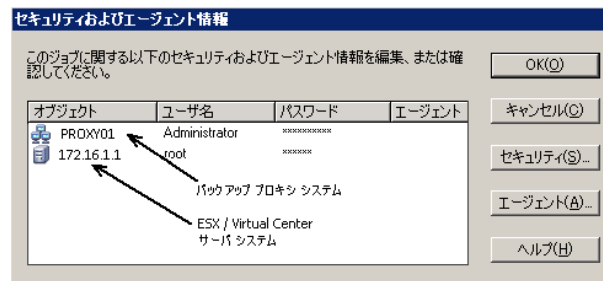 セキュリティおよびエージェント情報
このジョブに関する以下のセキュリティおよびエージェント情報を編集、または確
認してください。
オブジェクト ユーザ名 パスワード エージェント
PROXY01 Administrator ××××××××××
172.16.1.1 root ××××××
バックアップ プロキシ システム
ESX / Virtual Center
サーバ システム
OK(O)
キャンセル(C)
セキュリティ(S)...
エージェント(A)...
ヘルプ(H)